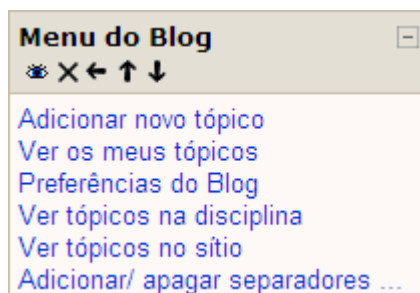 Menu do Blog
Adicionar novo tópico
Ver os meus tópicos
Preferências do Blog
Ver tópicos na disciplina
Ver tópicos no sítio
Adicionar/ apagar separadores ...